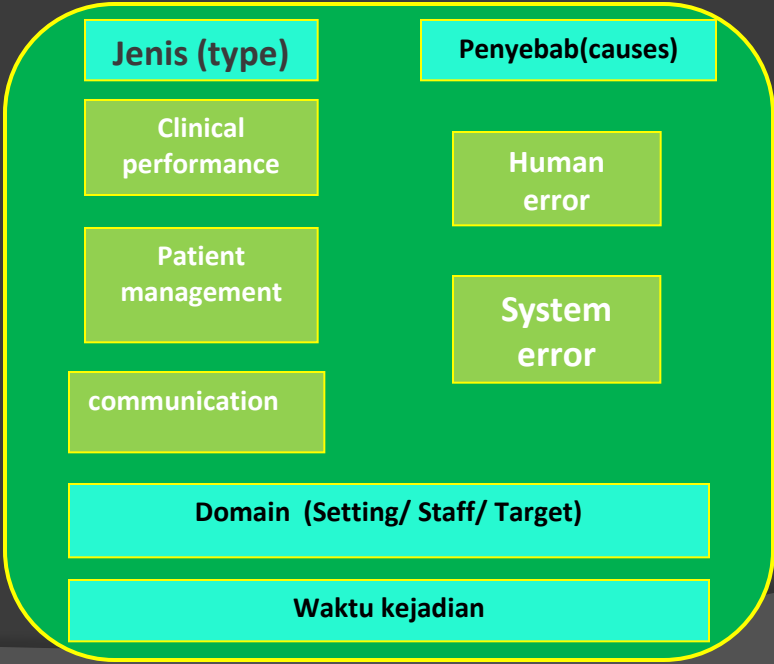 Jenis (type)
Clinical
performance
Patient
management
communication
Penyebab(causes)
Human
error
System
error
Domain  (Setting/ Staff/ Target)
Waktu kejadian